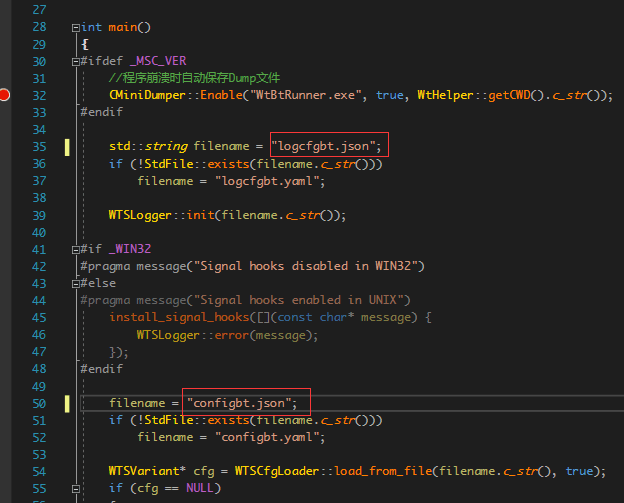 27
28 int main()
29 {
30 #ifdef _MSC_VER
31 //程序崩溃时自动保存Dump文件
32 CMiniDumper::Enable("WtBtRunner.exe", true, WtHelper::getCWD().c_str());
33 #endif
34
35 std::string filename = "logcfgbt.json";
36 if (!StdFile::exists(filename.c_str()))
37 filename = "logcfgbt.yaml";
38
39 WTSLogger::init(filename.c_str());
40
41 #if _WIN32
42 #pragma message("Signal hooks disabled in WIN32")
43 #else
44 #pragma message("Signal hooks enabled in UNIX")
45 install_signal_hooks([](const char* message) {
46 WTSLogger::error(message);
47 });
48 #endif
49
50 filename = "configbt.json";
51 if (!StdFile::exists(filename.c_str()))
52 filename = "configbt.yaml";
53
54 WTSVariant* cfg = WTSCfgLoader::load_from_file(filename.c_str(), true);
55 if (cfg == NULL)